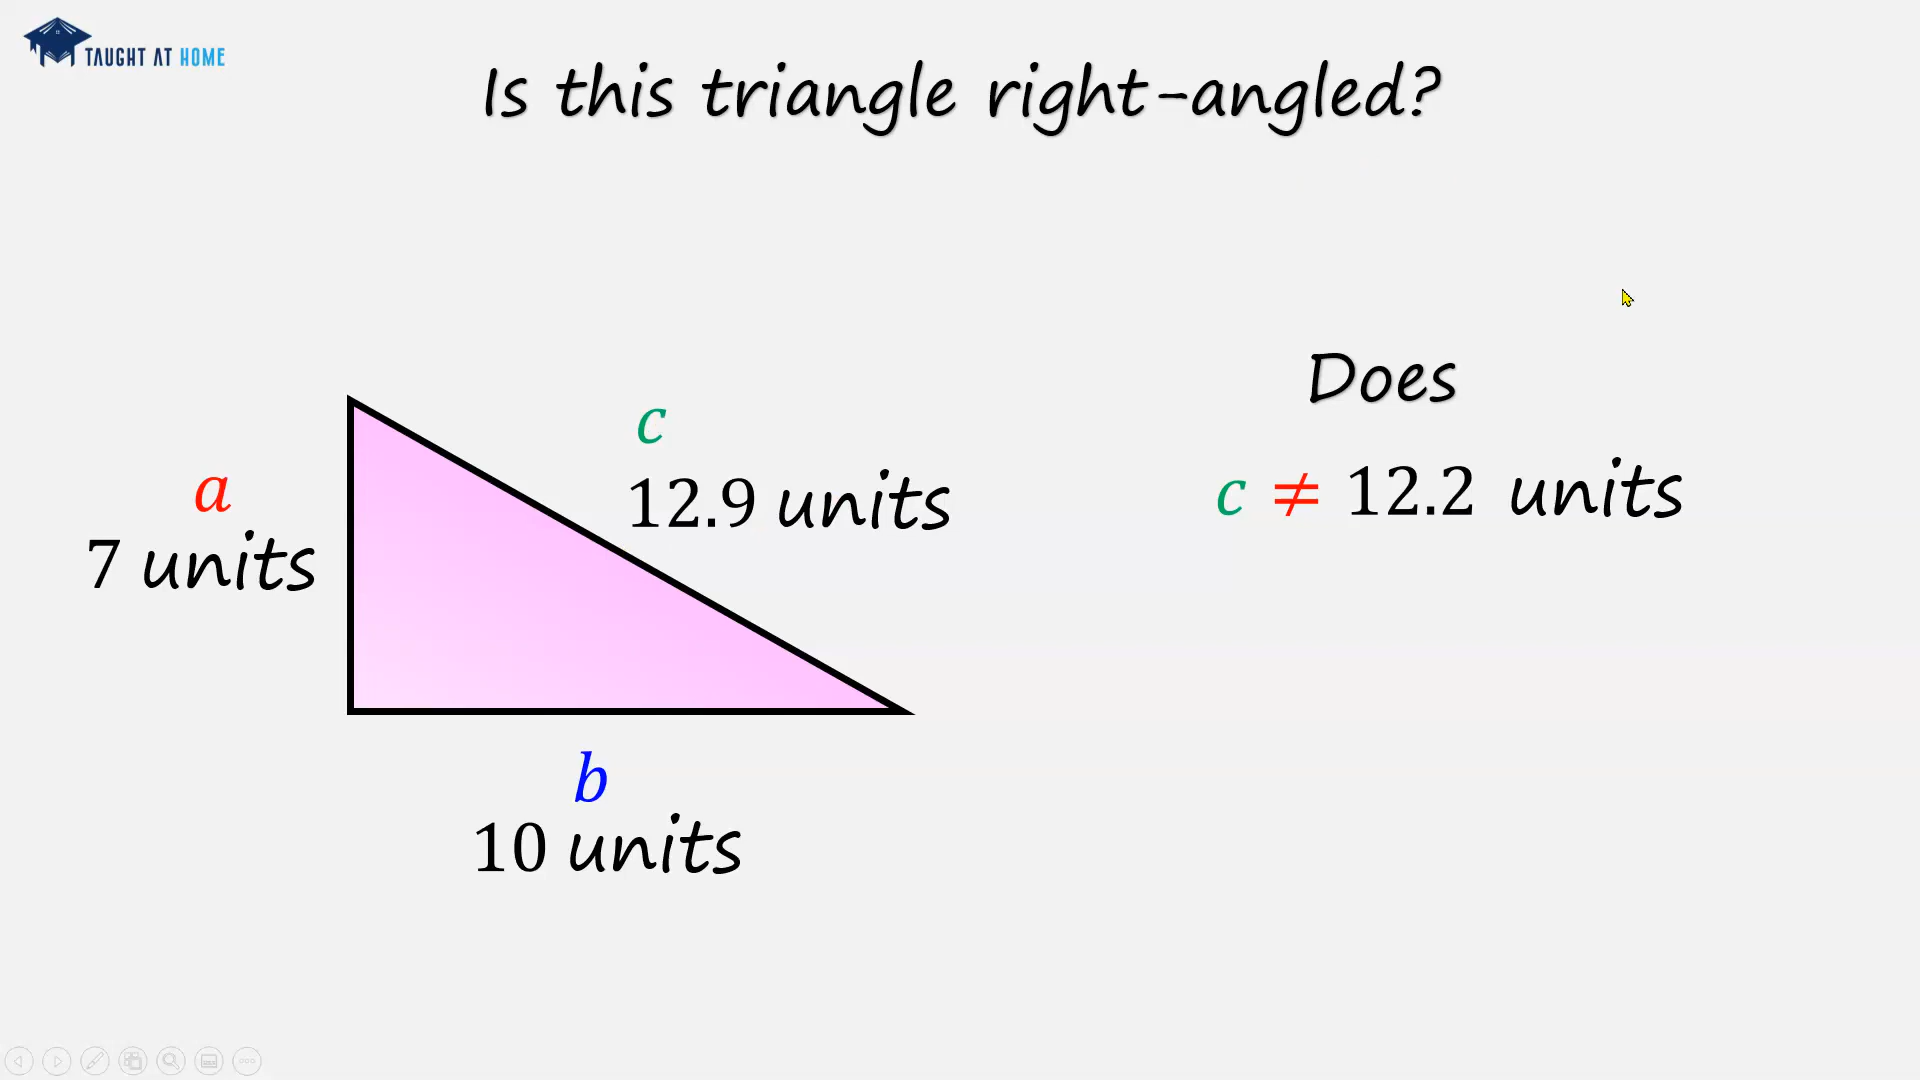 TAUGHT AT HOME
Is this triangle right-angled?
Does
c
a
12.9 units
c ≠ 12.2 units
7 units
b
10 units